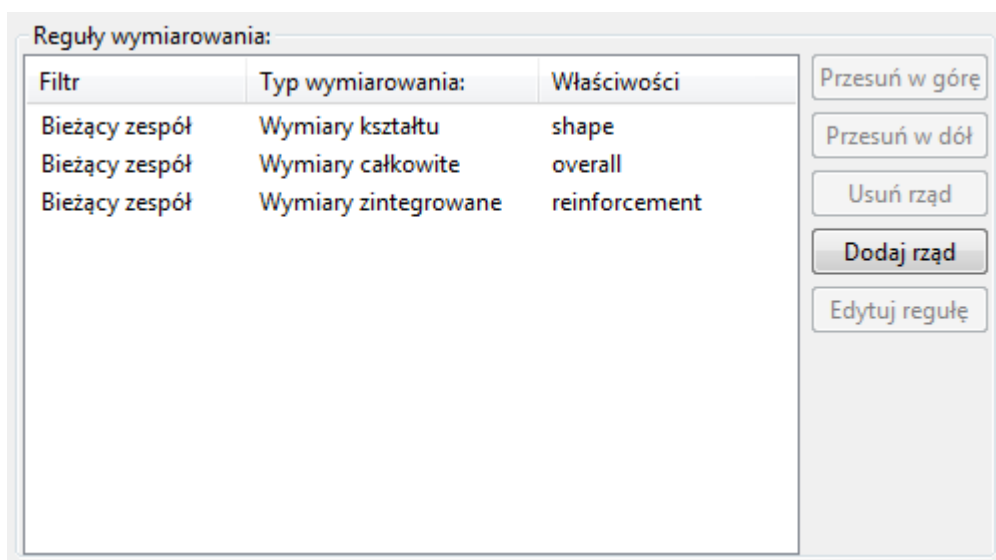 Reguły wymiarowania:
Filtr Typ wymiarowania: Właściwości
Bieżący zespół Wymiary kształtu shape
Bieżący zespół Wymiary całkowite overall
Bieżący zespół Wymiary zintegrowane reinforcement
Przesuń w górę
Przesuń w dół
Usuń rząd
Dodaj rząd
Edytuj regułę